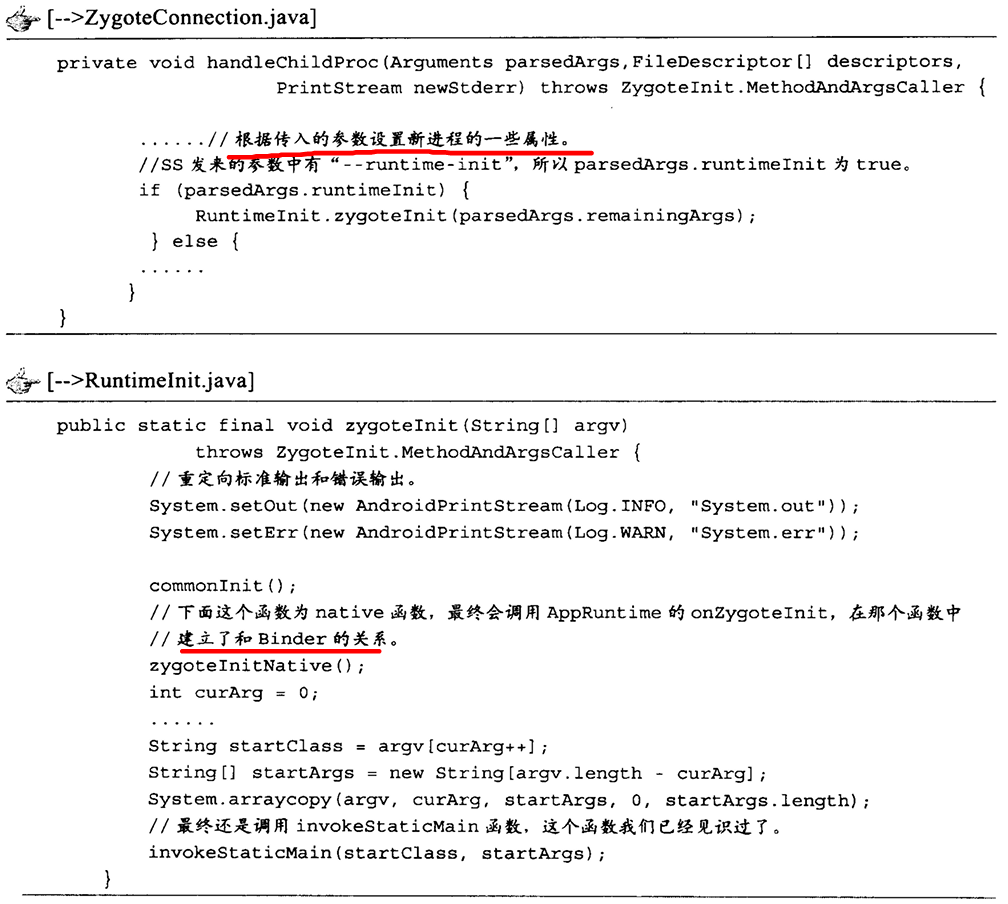 [-->ZygoteConnection.java]
private void handleChildProc(Arguments parsedArgs,FileDescriptor[] descriptors,
PrintStream newStderr) throws ZygoteInit.MethodAndArgsCaller {
......// 根据传入的参数设置新进程的一些属性。
//SS 发来的参数中有“--runtime-init”，所以 parsedArgs.runtimeInit 为 true。
if (parsedArgs.runtimeInit) {
RuntimeInit.zygoteInit(parsedArgs.remainingArgs);
} else {
......
}
}
[-->RuntimeInit.java]
public static final void zygoteInit(String[] argv)
throws ZygoteInit.MethodAndArgsCaller {
// 重定向标准输出和错误输出。
System.setOut(new AndroidPrintStream(Log.INFO, "System.out"));
System.setErr(new AndroidPrintStream(Log.WARN, "System.err"));
commonInit();
// 下面这个函数为 native 函数，最终会调用 AppRuntime 的 onZygoteInit，在那个函数中
// 建立了和 Binder 的关系。
zygoteInitNative();
int curArg = 0;
......
String startClass = argv[curArg++];
String[] startArgs = new String[argv.length - curArg];
System.arraycopy(argv, curArg, startArgs, 0, startArgs.length);
// 最终还是调用 invokeStaticMain 函数，这个函数我们已经见识过了。
invokeStaticMain(startClass, startArgs);
}